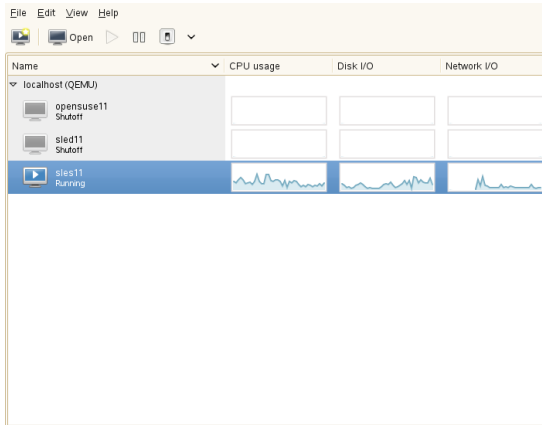 File Edit View Help
Open
Name CPU usage Disk I/O Network I/O
localhost (QEMU)
opensuse11
Shutoff
sled11
Shutoff
sles11
Running